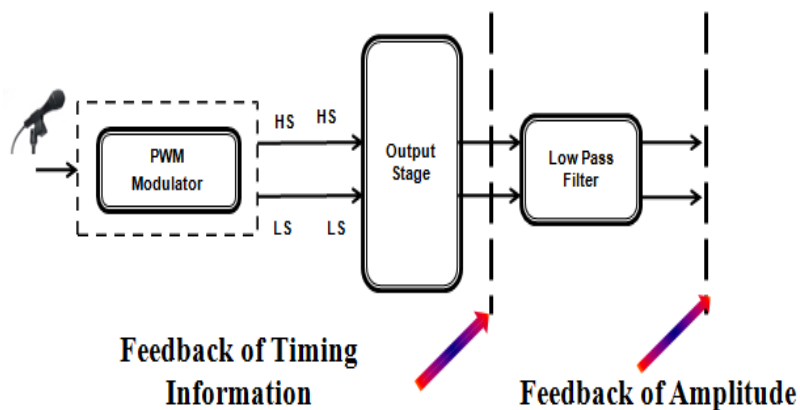 HS HS
PWM
Modulator
LS LS
Output
Stage
Low Pass
Filter
Feedback of Timing
Information
Feedback of Amplitude